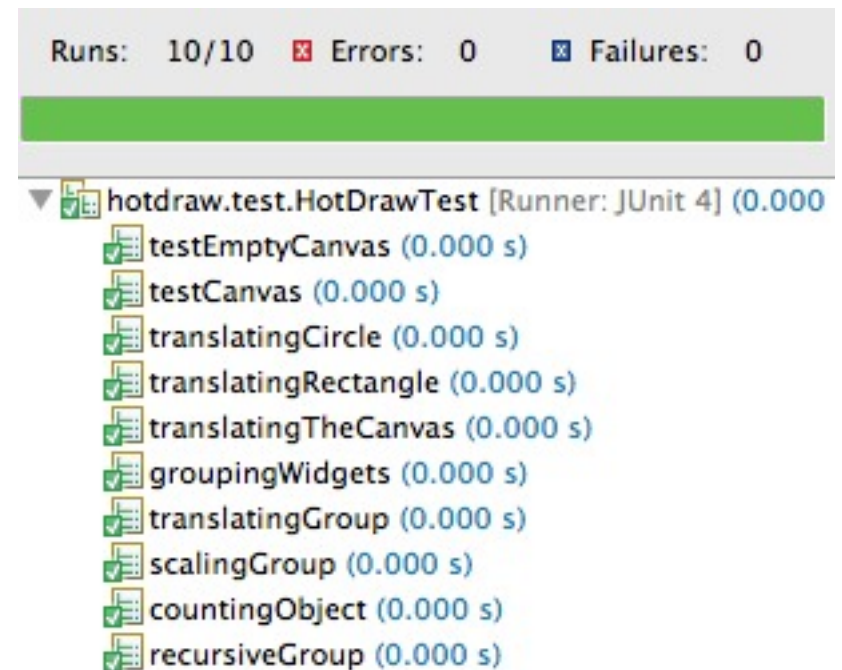 Runs: 10/10 Errors: 0 Failures: 0
hotdraw.test.HotDrawTest [Runner: JUnit 4] (0.000
testEmptyCanvas (0.000 s)
testCanvas (0.000 s)
translatingCircle (0.000 s)
translatingRectangle (0.000 s)
translatingTheCanvas (0.000 s)
groupingWidgets (0.000 s)
translatingGroup (0.000 s)
scalingGroup (0.000 s)
countingObject (0.000 s)
recursiveGroup (0.000 s)